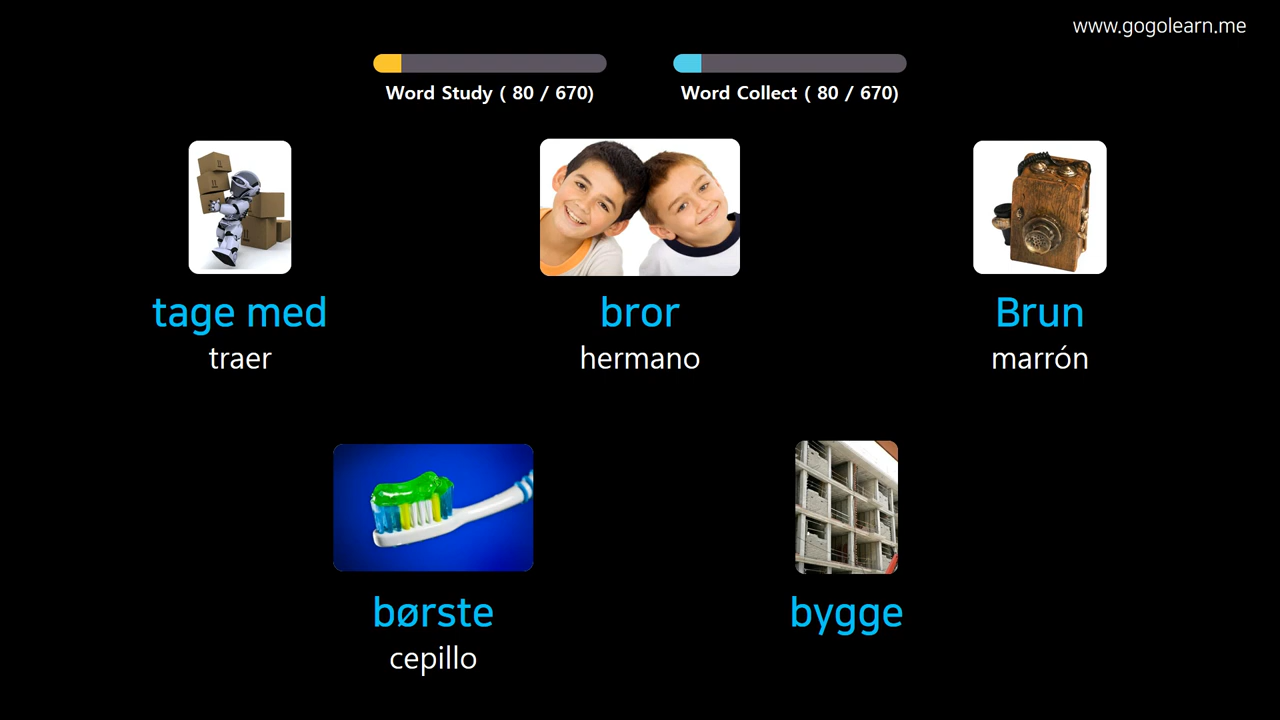 www.gogolearn.me
Word Study ( 80 / 670)
Word Collect ( 80 / 670)
tage med
traer
bror
hermano
Brun
marrón
børste
cepillo
bygge